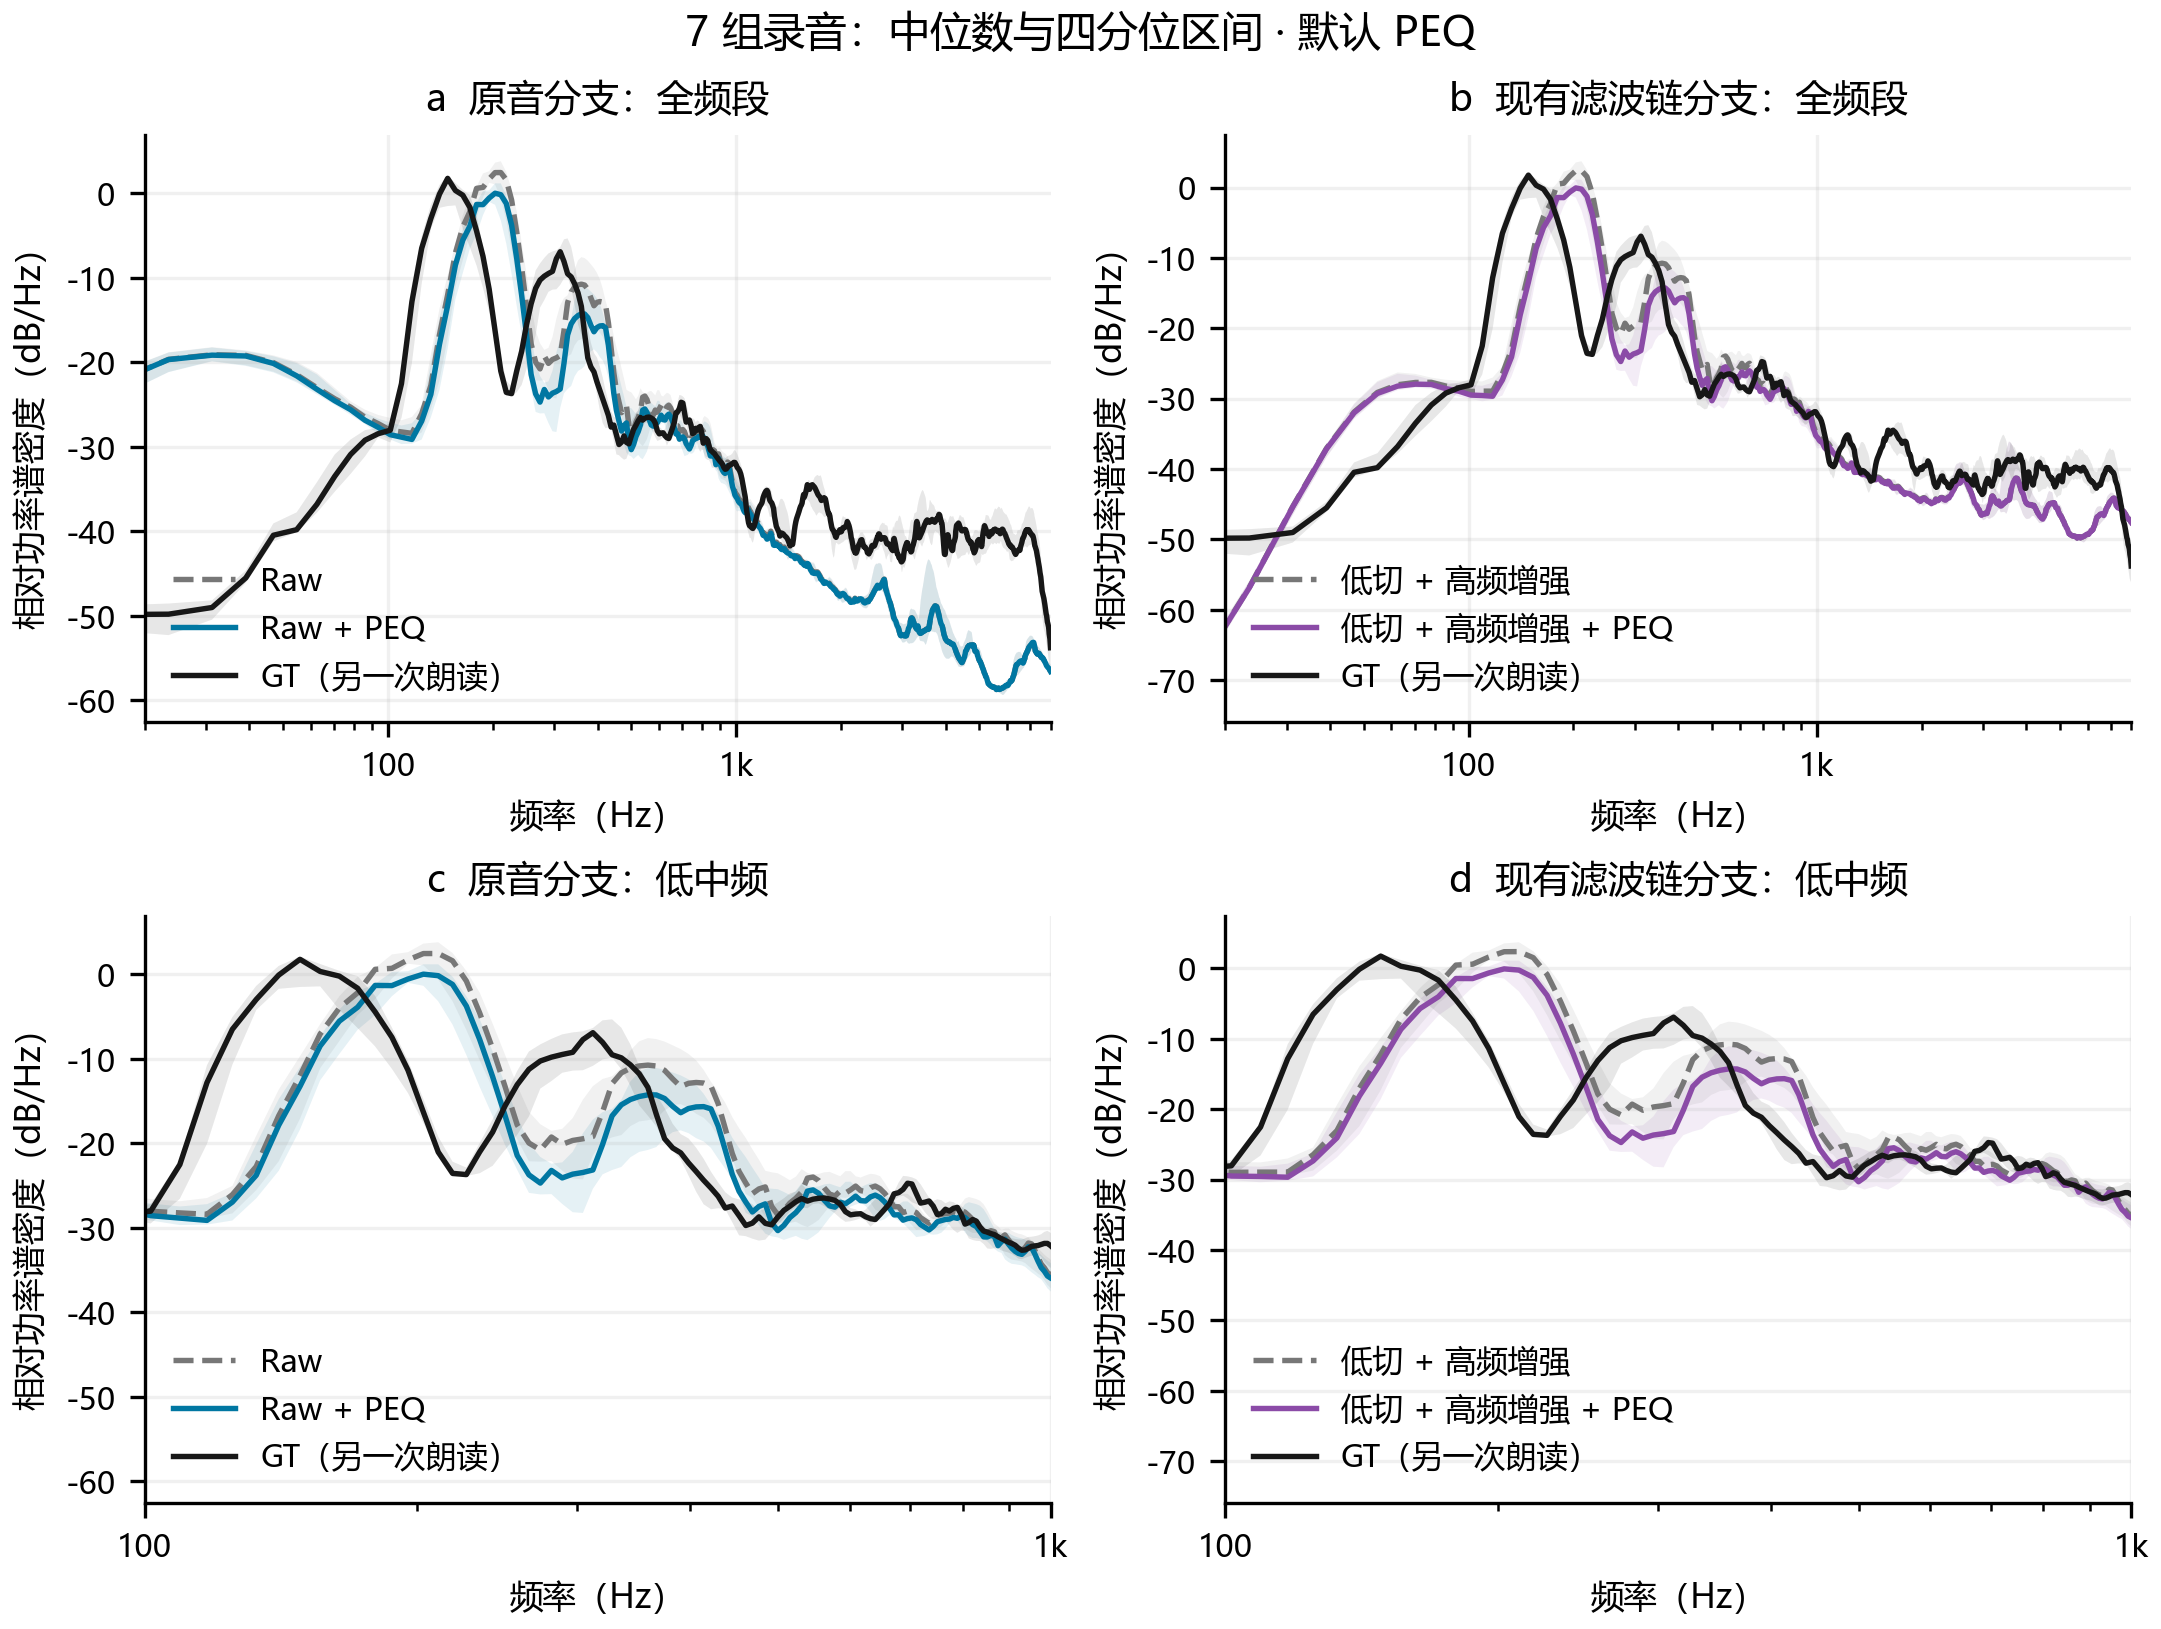 7 组录音：中位数与四分位区间 · 默认 PEQ
a 原音分支：全频段
相对功率谱密度（dB/Hz）
0
-10
-20
-30
-40
-50
-60
Raw
Raw + PEQ
GT（另一次朗读）
100
1k
频率（Hz）
b 现有滤波链分支：全频段
相对功率谱密度（dB/Hz）
0
-10
-20
-30
-40
-50
-60
-70
低切 + 高频增强
低切 + 高频增强 + PEQ
GT（另一次朗读）
100
1k
频率（Hz）
c 原音分支：低中频
相对功率谱密度（dB/Hz）
0
-10
-20
-30
-40
-50
-60
Raw
Raw + PEQ
GT（另一次朗读）
100
1k
频率（Hz）
d 现有滤波链分支：低中频
相对功率谱密度（dB/Hz）
0
-10
-20
-30
-40
-50
-60
-70
低切 + 高频增强
低切 + 高频增强 + PEQ
GT（另一次朗读）
100
1k
频率（Hz）